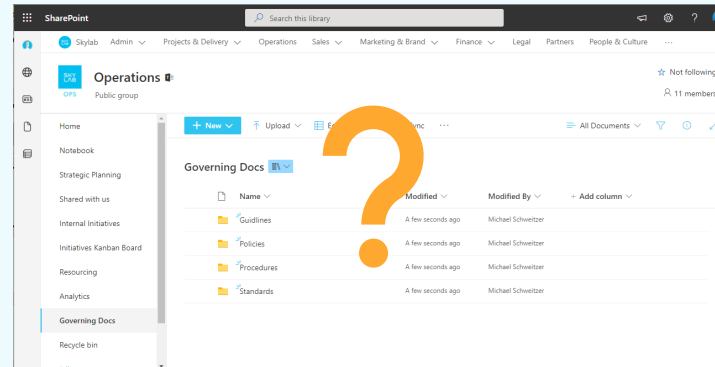 SharePoint
Search this library
?
SKY LAB
Skylab Admin Projects & Delivery Operations Sales Marketing & Brand Finance Legal Partners People & Culture ...
SKY LAB
OPS
Operations
Public group
Not following
11 members
Home
Notebook
Strategic Planning
Shared with us
Internal Initiatives
Initiatives Kanban Board
Resourcing
Analytics
Governing Docs
Recycle bin
+ New Upload ... All Documents
Governing Docs
Name Modified Modified By + Add column
Guidlines A few seconds ago Michael Schweitzer
Policies A few seconds ago Michael Schweitzer
Procedures A few seconds ago Michael Schweitzer
Standards A few seconds ago Michael Schweitzer
?